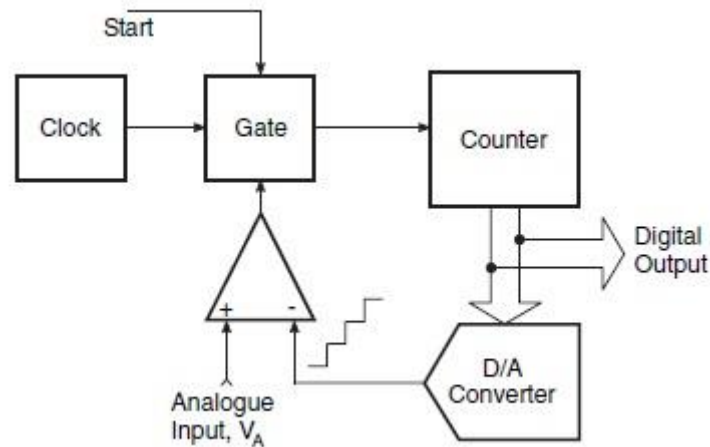 Start
Clock
Gate
Counter
Digital
Output
+ -
D/A
Converter
Analogue
Input, V_A